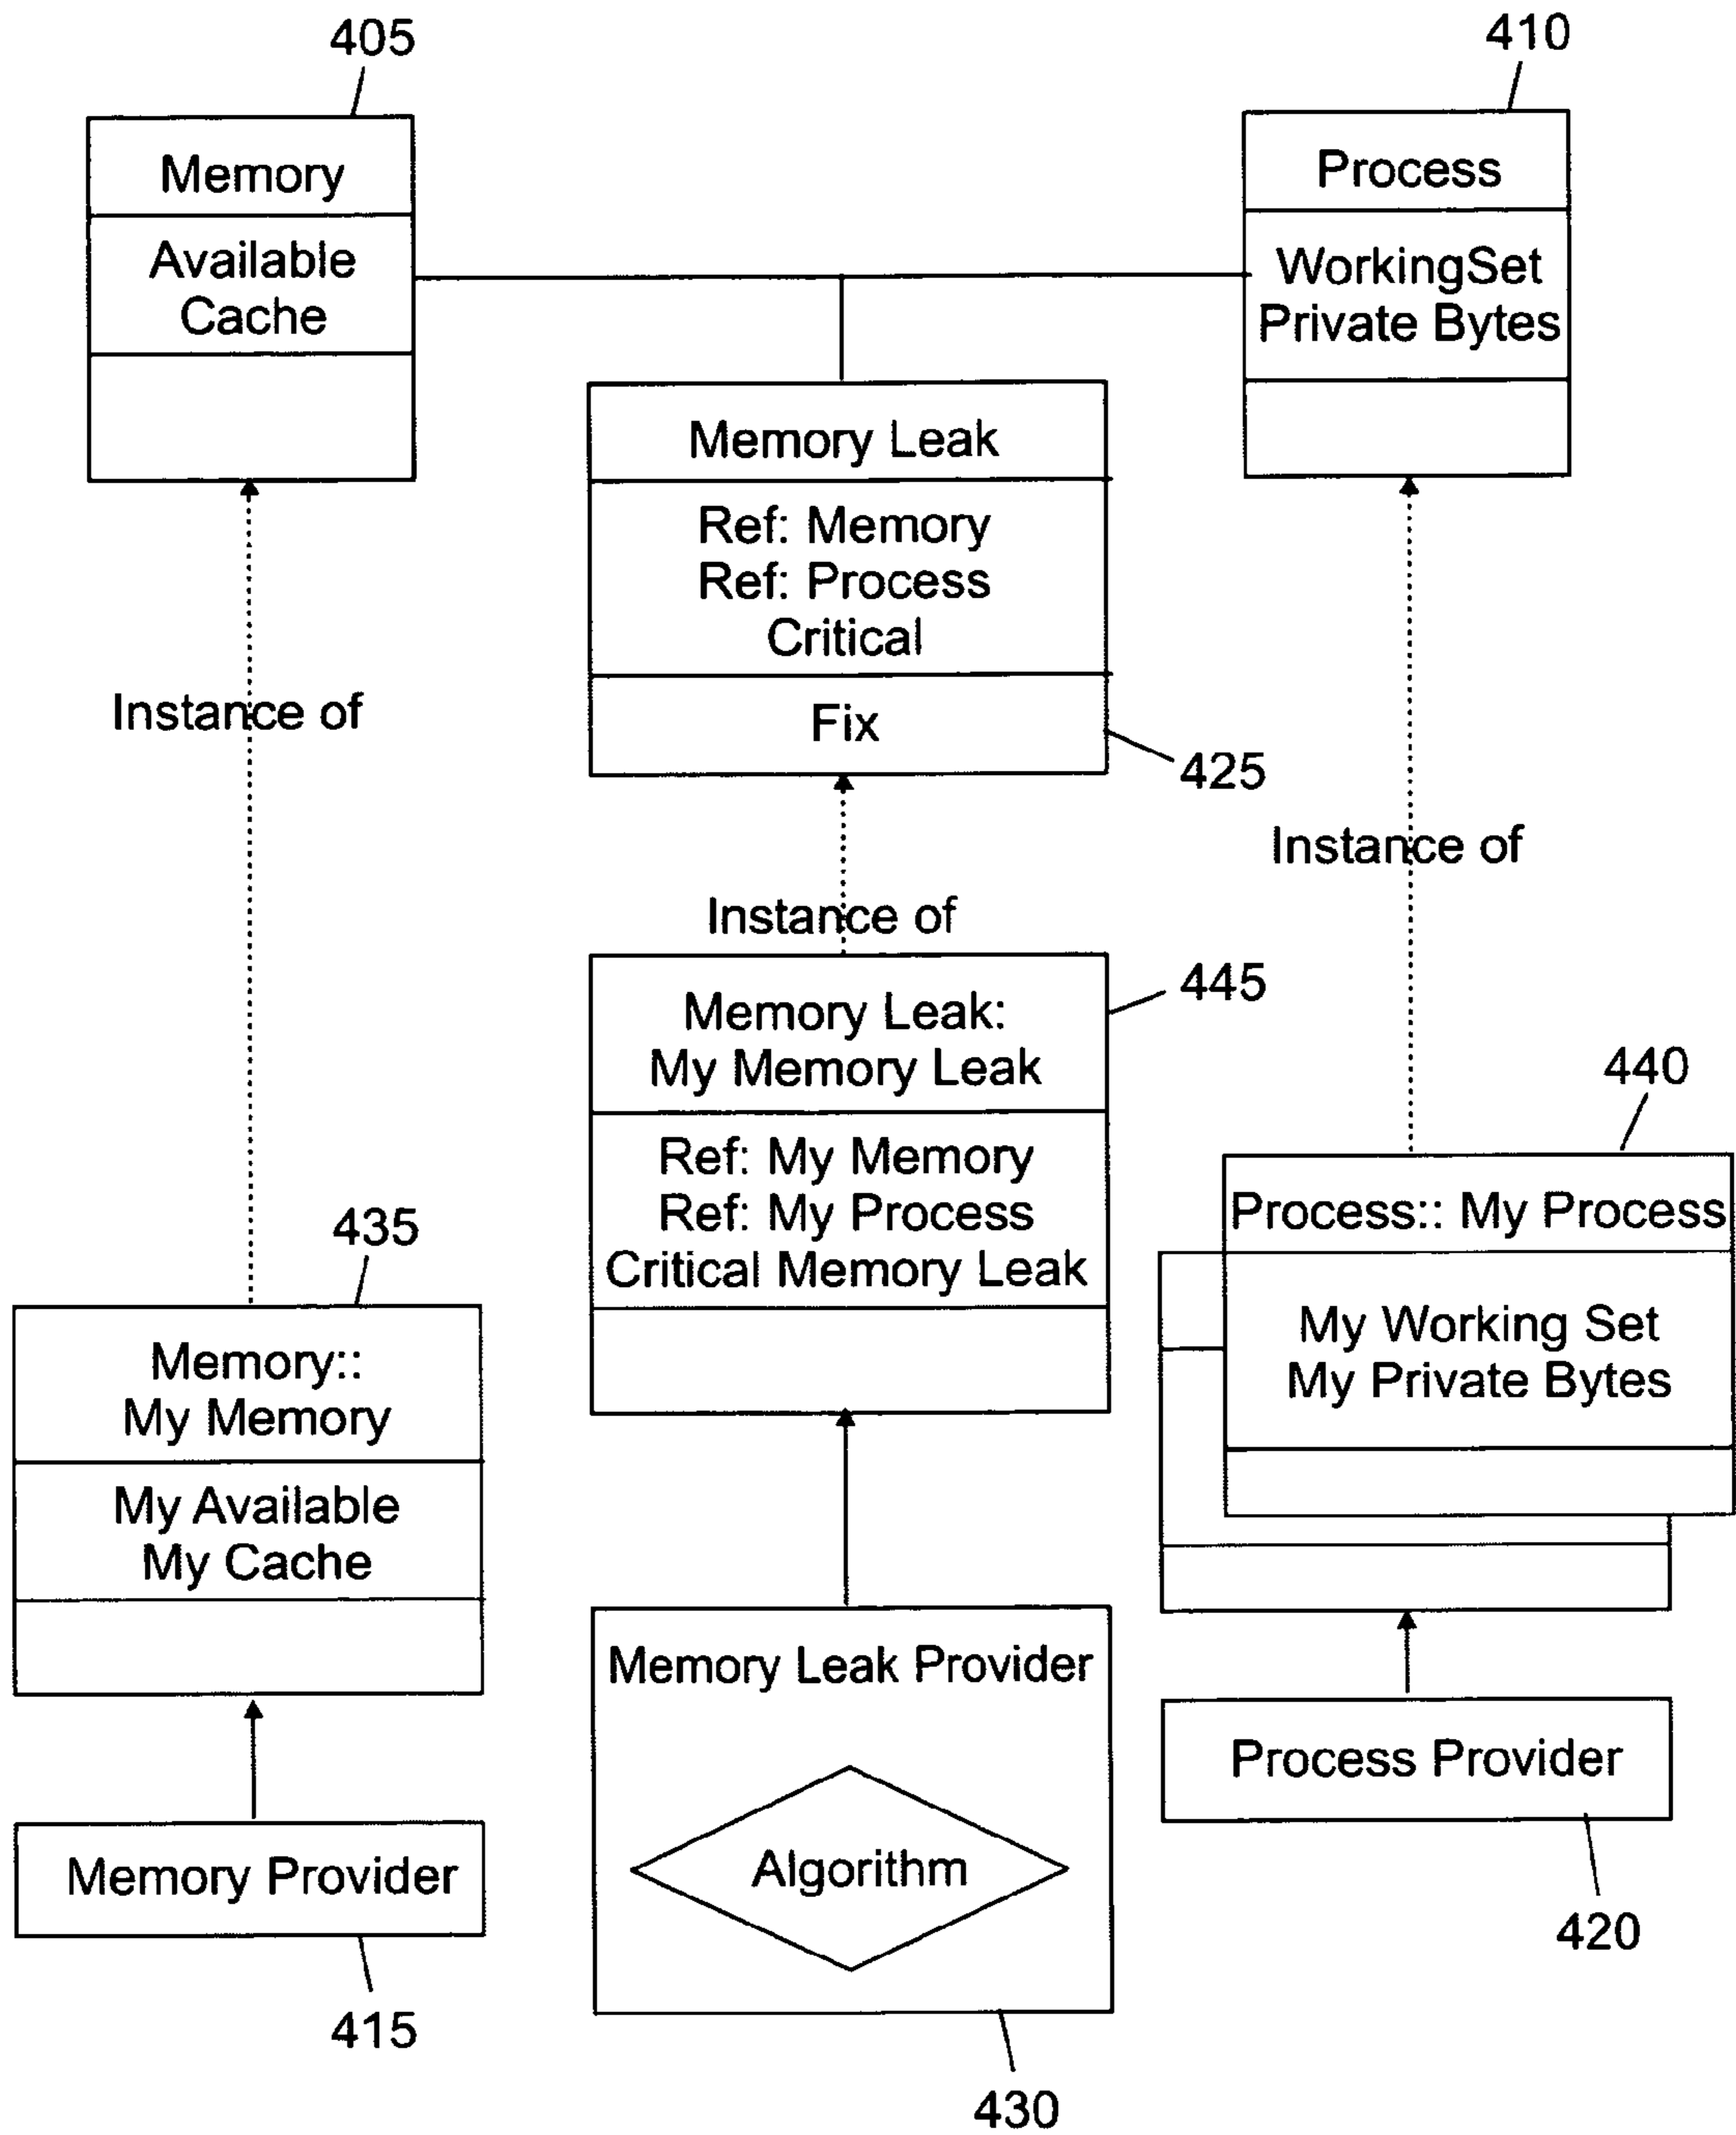 405
410
Memory
Available
Cache
Process
WorkingSet
Private Bytes
Memory Leak
Ref: Memory
Ref: Process
Critical
Fix
425
Instance of
Instance of
Instance of
445
Memory Leak:
My Memory Leak
Ref: My Memory
Ref: My Process
Critical Memory Leak
440
Process:: My Process
My Working Set
My Private Bytes
435
Memory::
My Memory
My Available
My Cache
Memory Provider
415
Memory Leak Provider
Algorithm
430
Process Provider
420